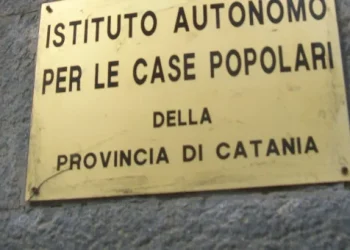 ISTITUTO AUTONOMO
PER LE CASE POPOLARI
DELLA
PROVINCIA DI CATANIA